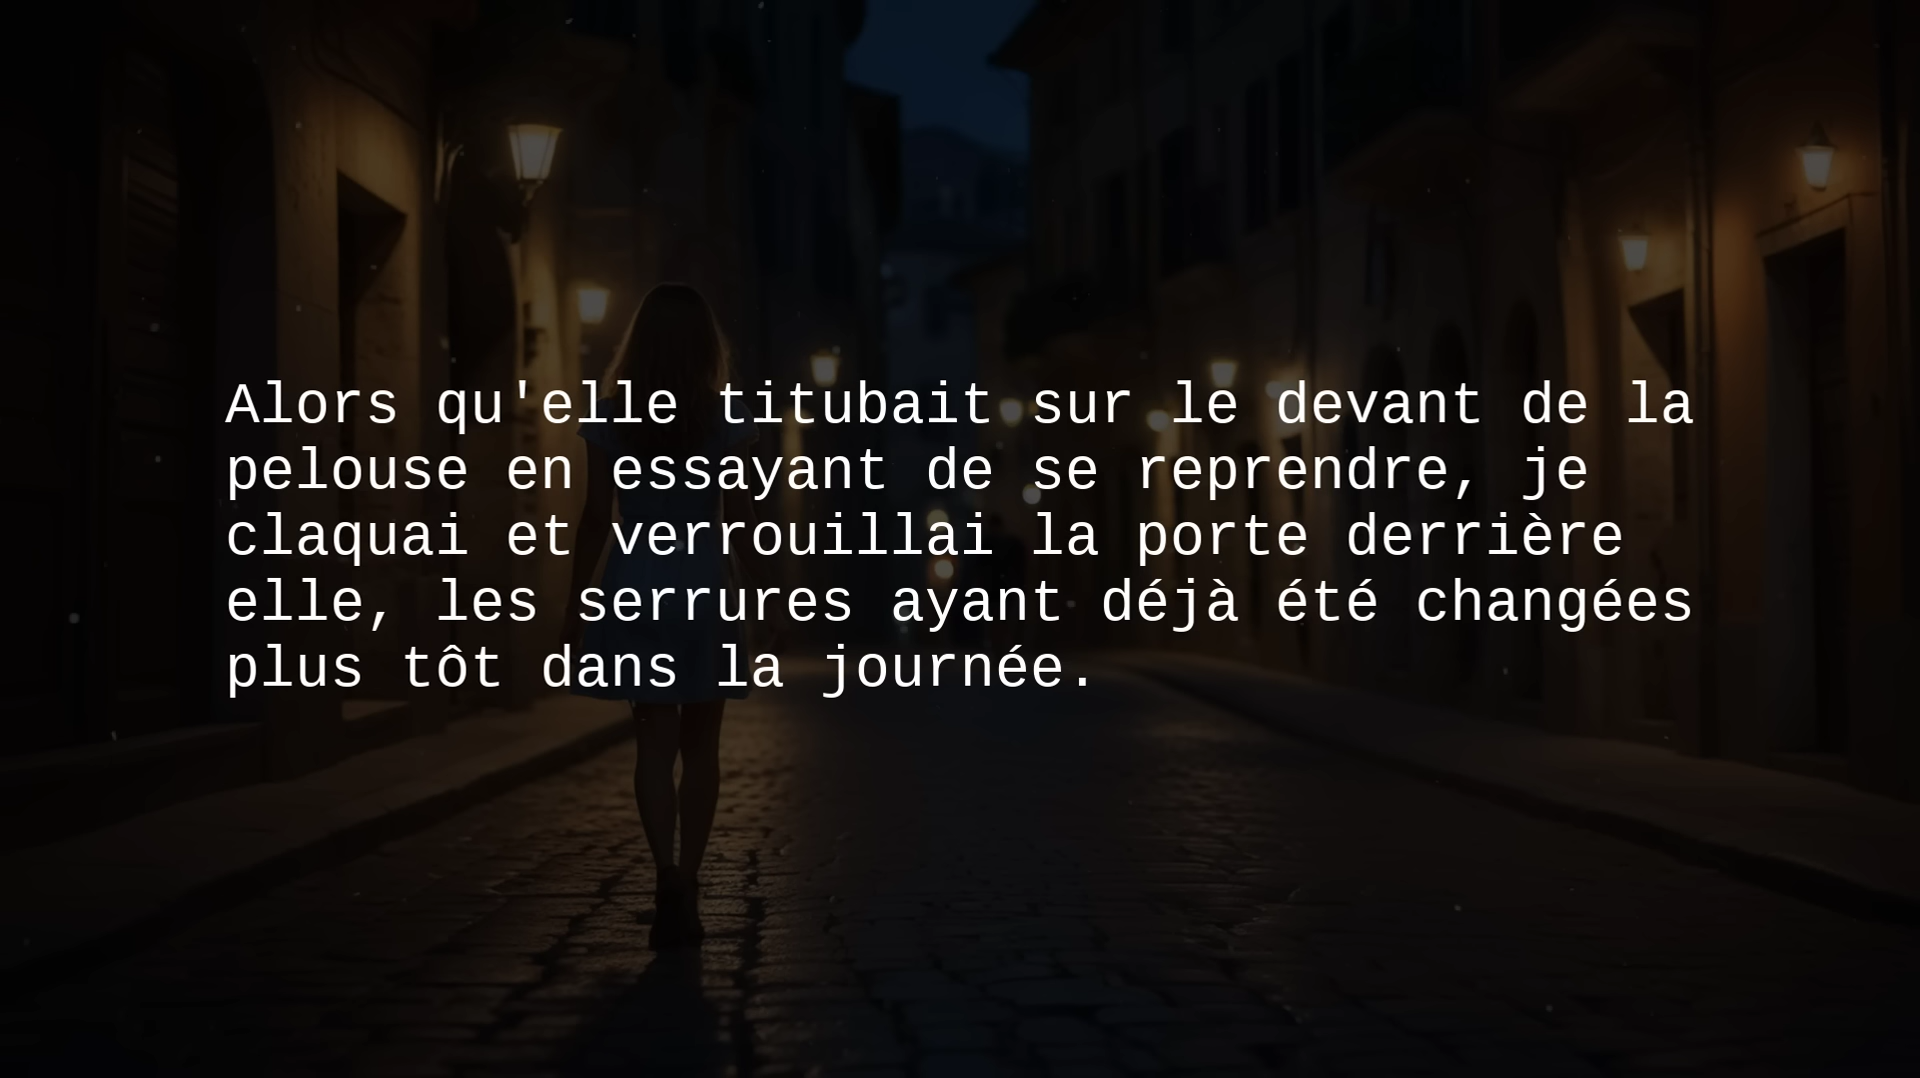 Alors qu'elle titubait sur le devant de la
pelouse en essayant de se reprendre, je
claquai et verrouillai la porte derrière
elle, les serrures ayant déjà été changées
plus tôt dans la journée.